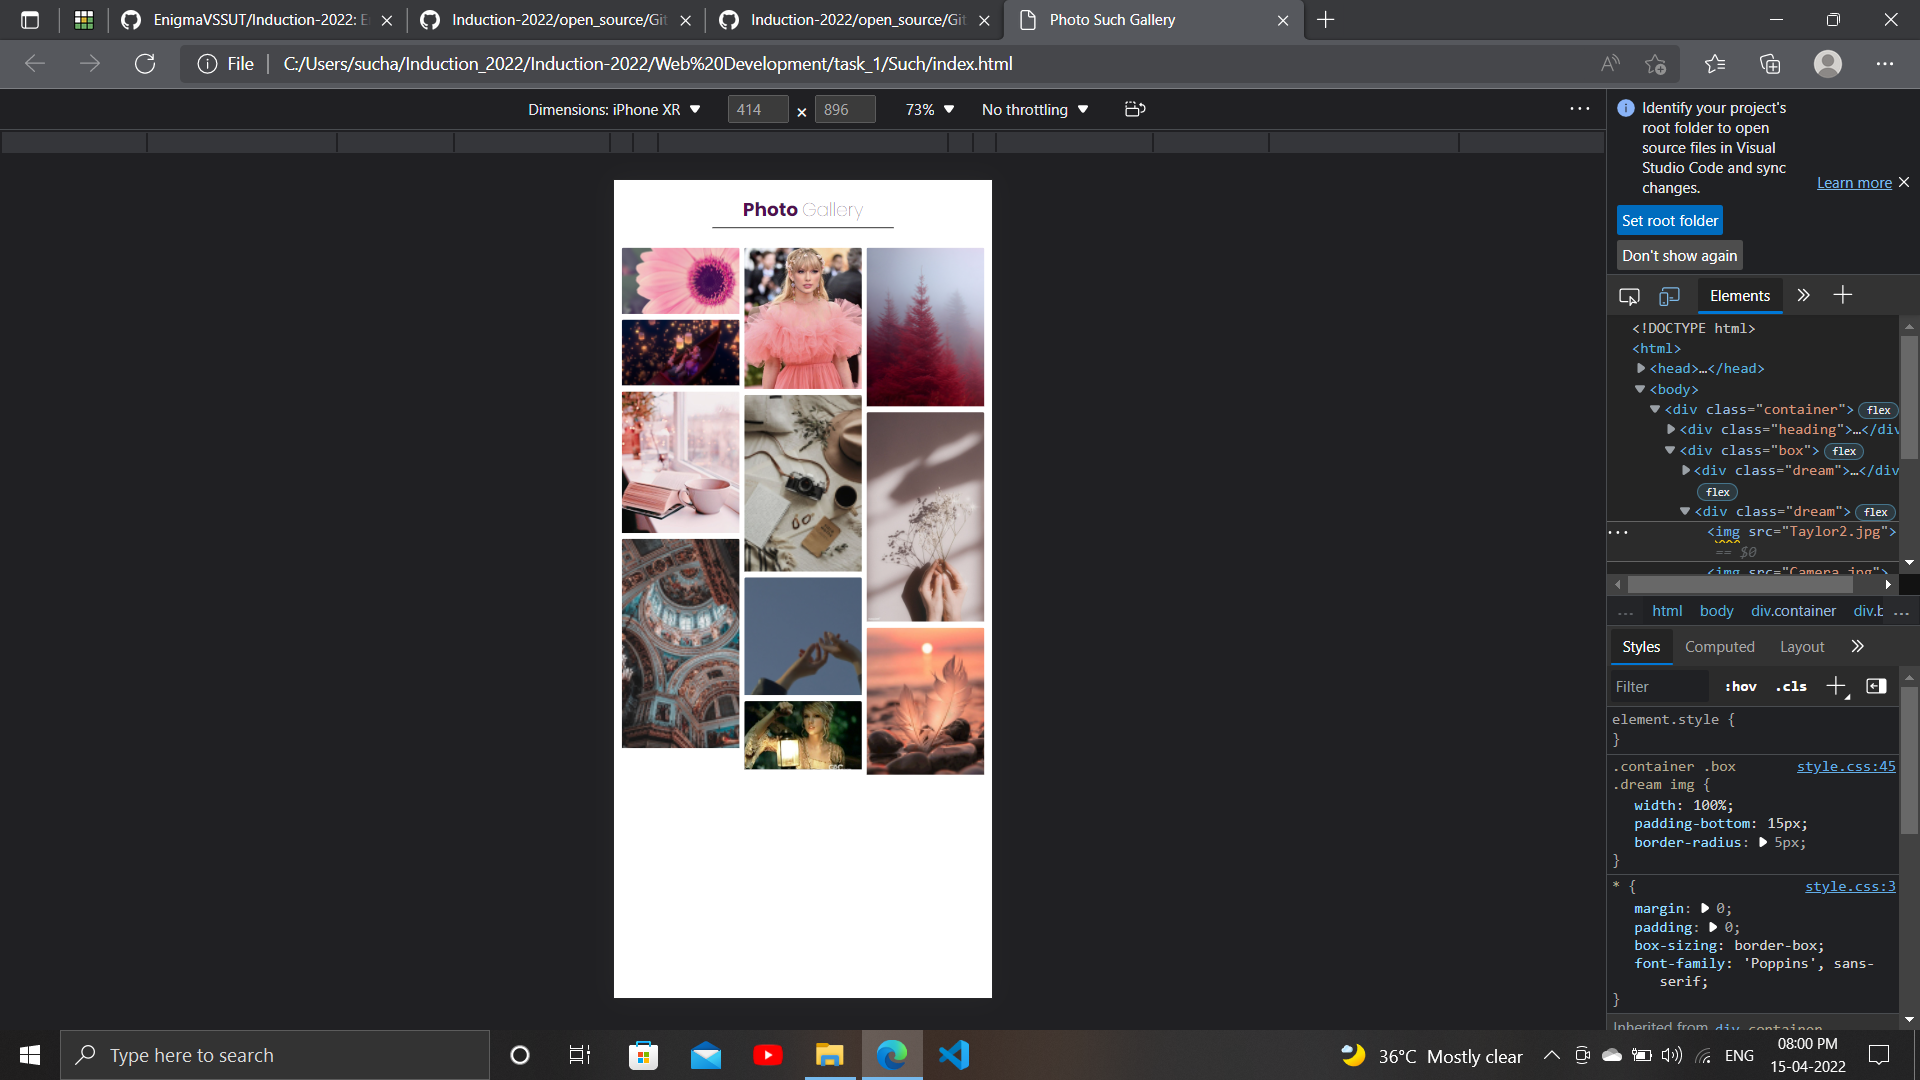 EnigmaVSSUT/Induction-2022: E
Induction-2022/open_source/Git
Induction-2022/open_source/Git
Photo Such Gallery
File
C:/Users/sucha/Induction_2022/Induction-2022/Web%20Development/task_1/Such/index.html
Dimensions: iPhone XR
414
×
896
73%
No throttling
Identify your project's
root folder to open
source files in Visual
Studio Code and sync
changes.
Learn more
Set root folder
Don't show again
Photo Gallery
Elements
<!DOCTYPE html>
<html>
<head>…</head>
<body>
<div class="container"> flex
<div class="heading">…</div
<div class="box"> flex
<div class="dream">…</div
flex
<div class="dream"> flex
<img src="Taylor2.jpg">
== $0
<img src="Camera.jpg">
... html body div.container div.b ...
Styles Computed Layout
Filter :hov .cls
element.style {
}
.container .box style.css:45
.dream img {
width: 100%;
padding-bottom: 15px;
border-radius: 5px;
}
* { style.css:3
margin: 0;
padding: 0;
box-sizing: border-box;
font-family: 'Poppins', sans-
serif;
}
Inherited from div.container
Type here to search
36°C Mostly clear
ENG
08:00 PM
15-04-2022